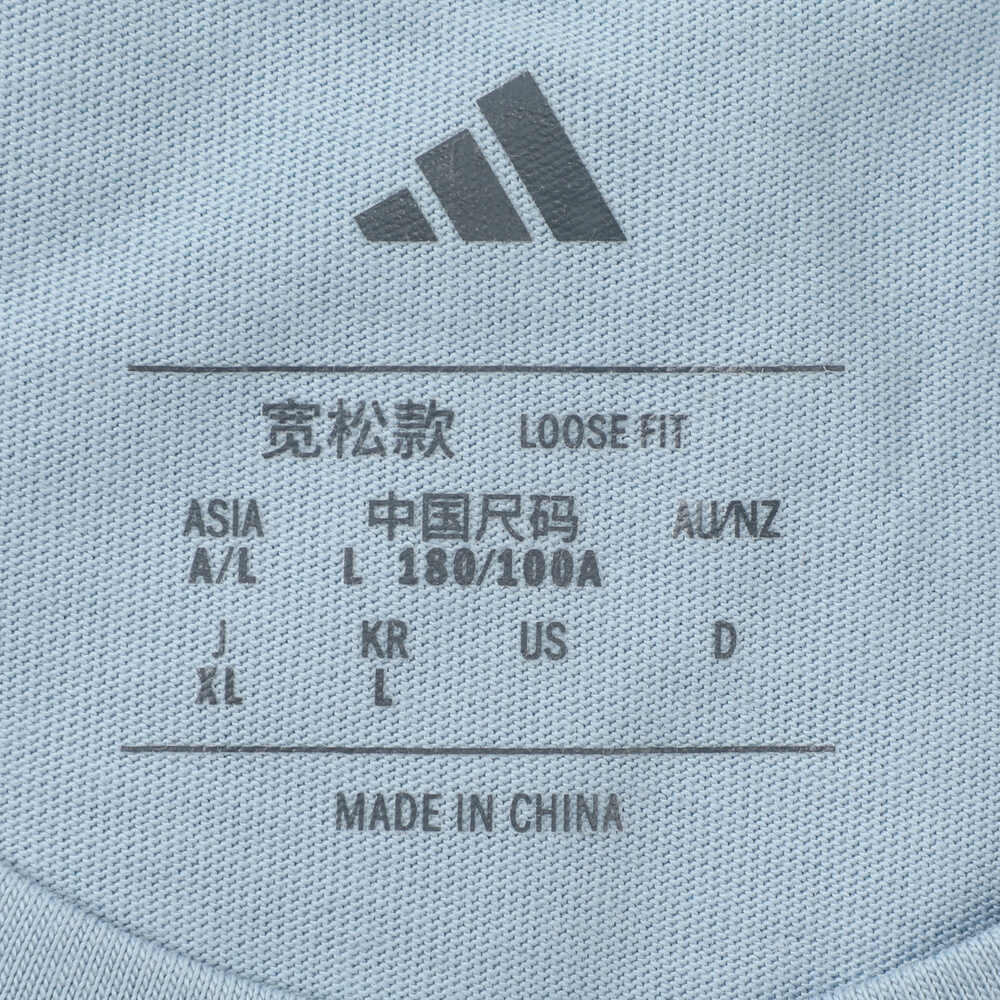 宽松款 LOOSE FIT
ASIA 中国尺码 AU/NZ
A/L L 180/100A
J KR US D
XL L
MADE IN CHINA